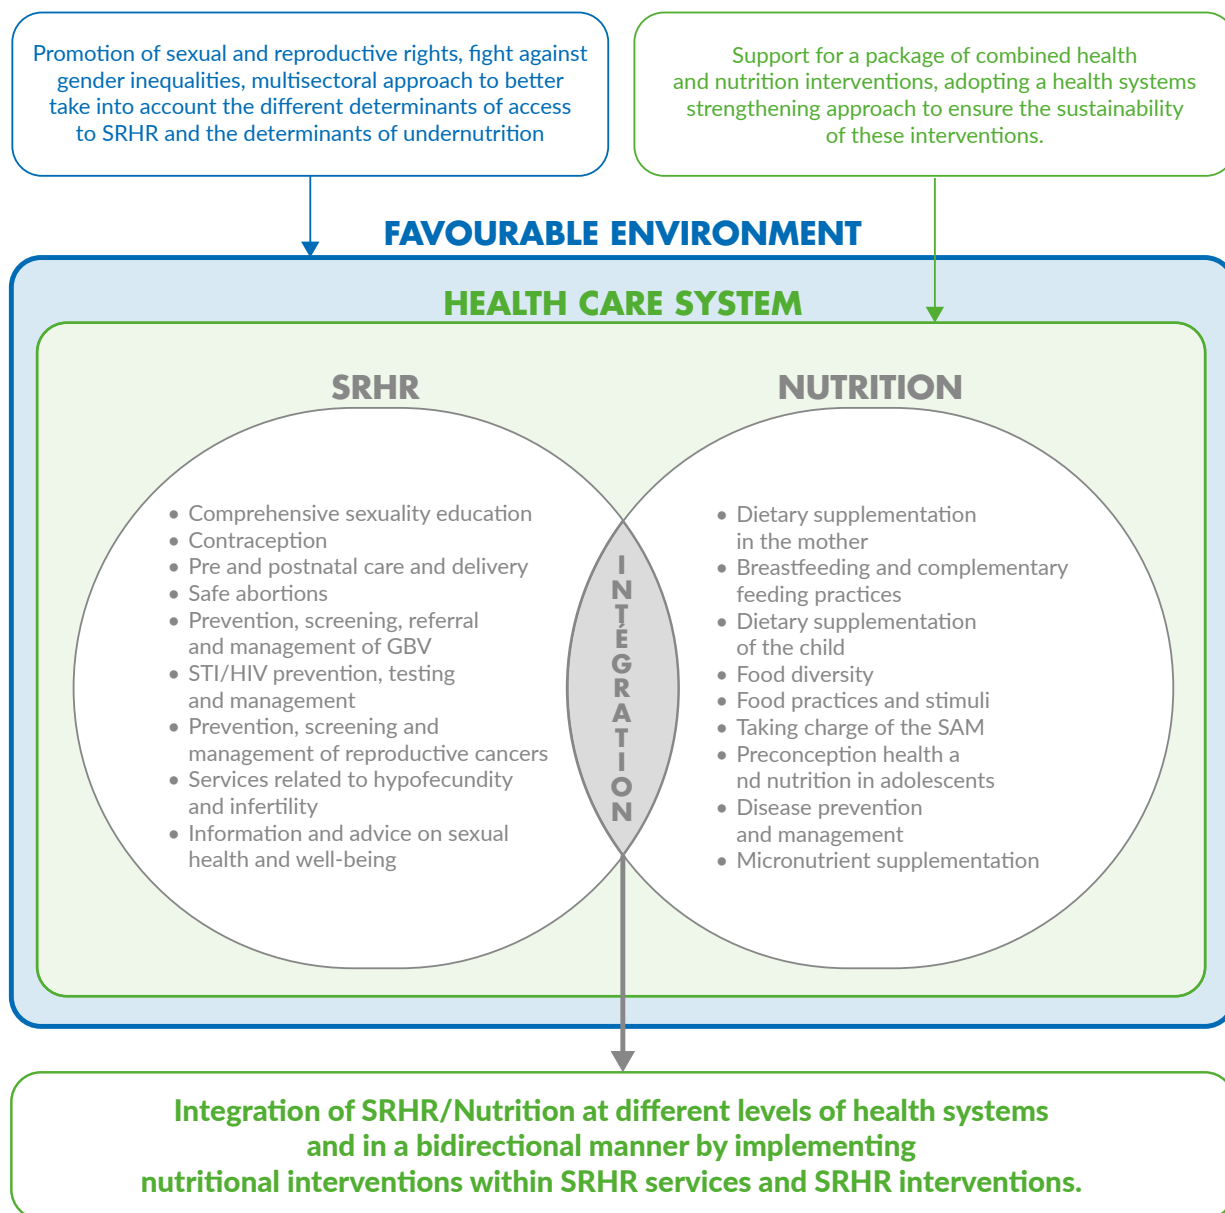 Promotion of sexual and reproductive rights, fight against
gender inequalities, multisectoral approach to better
take into account the different determinants of access
to SRHR and the determinants of undernutrition
Support for a package of combined health
and nutrition interventions, adopting a health systems
strengthening approach to ensure the sustainability
of these interventions.
FAVOURABLE ENVIRONMENT
HEALTH CARE SYSTEM
SRHR
• Comprehensive sexuality education
• Contraception
• Pre and postnatal care and delivery
• Safe abortions
• Prevention, screening, referral
and management of GBV
• STI/HIV prevention, testing
and management
• Prevention, screening and
management of reproductive cancers
• Services related to hypofecundity
and infertility
• Information and advice on sexual
health and well-being
INTÉGRATION
NUTRITION
• Dietary supplementation
in the mother
• Breastfeeding and complementary
feeding practices
• Dietary supplementation
of the child
• Food diversity
• Food practices and stimuli
• Taking charge of the SAM
• Preconception health a
nd nutrition in adolescents
• Disease prevention
and management
• Micronutrient supplementation
Integration of SRHR/Nutrition at different levels of health systems
and in a bidirectional manner by implementing
nutritional interventions within SRHR services and SRHR interventions.